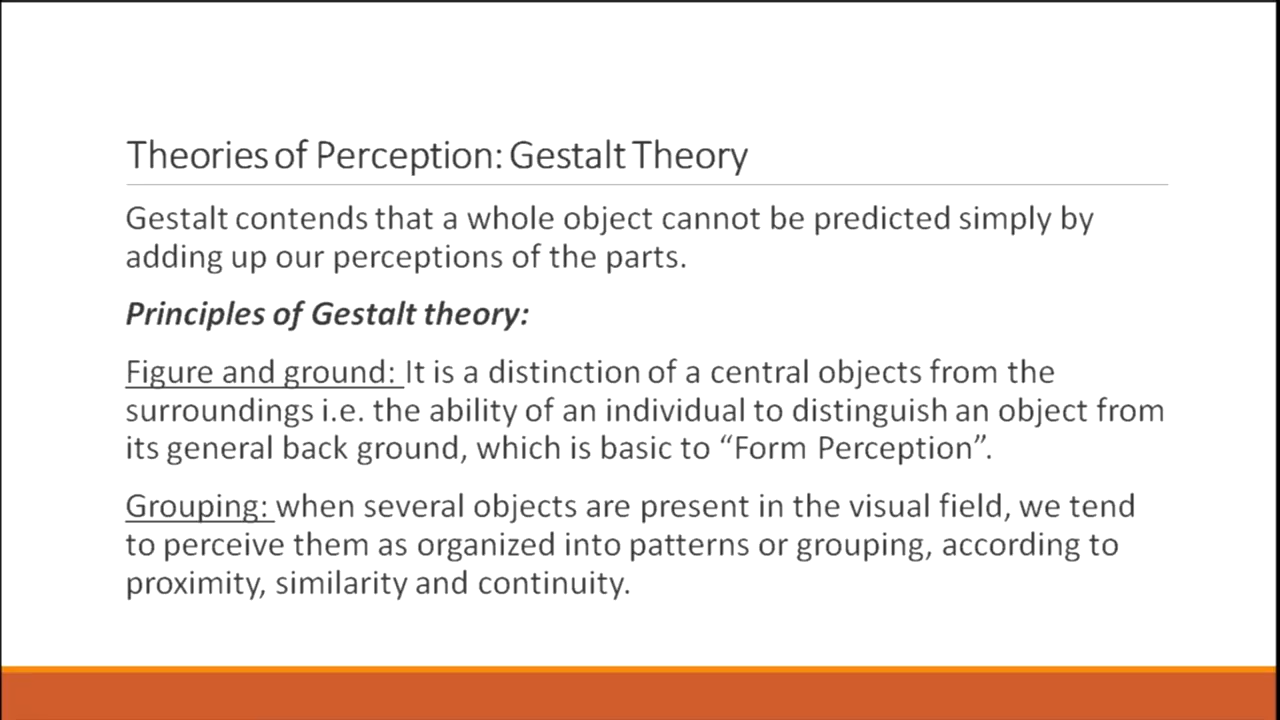 Theories of Perception: Gestalt Theory
Gestalt contends that a whole object cannot be predicted simply by
adding up our perceptions of the parts.
Principles of Gestalt theory:
Figure and ground: It is a distinction of a central objects from the
surroundings i.e. the ability of an individual to distinguish an object from
its general back ground, which is basic to “Form Perception”.
Grouping: when several objects are present in the visual field, we tend
to perceive them as organized into patterns or grouping, according to
proximity, similarity and continuity.